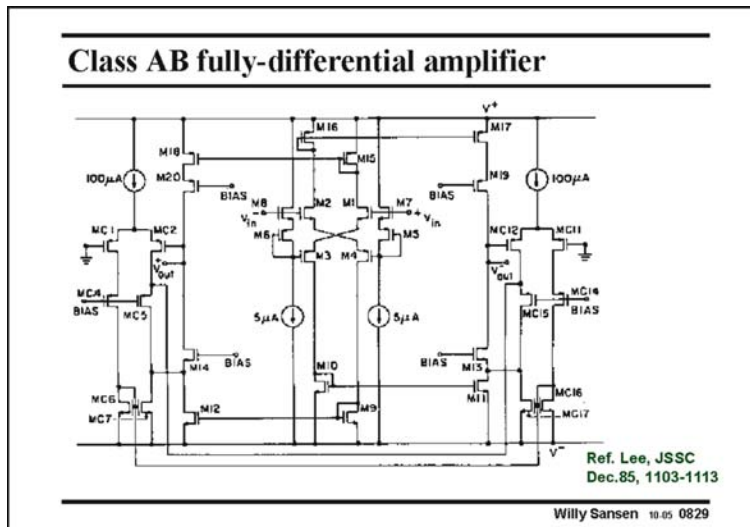 Class AB fully-differential amplifier
V+
M16
M17
M18
M15
100μA
M20
M19
100μA
BIAS
BIAS
M8
M2
M1
M7
Vin
+
Vin
MC1
MC2
M6
M5
MC12
MC11
M3
M4
+
Vout
Vout
MC4
MC14
BIAS
MC5
5μA
5μA
MC15
BIAS
M14
BIAS
BIAS
M13
M10
MC6
M11
MC16
MC7
M12
M9
MC17
V-
Ref. Lee, JSSC
Dec.85, 1103-1113
Willy Sansen 10-05 0829